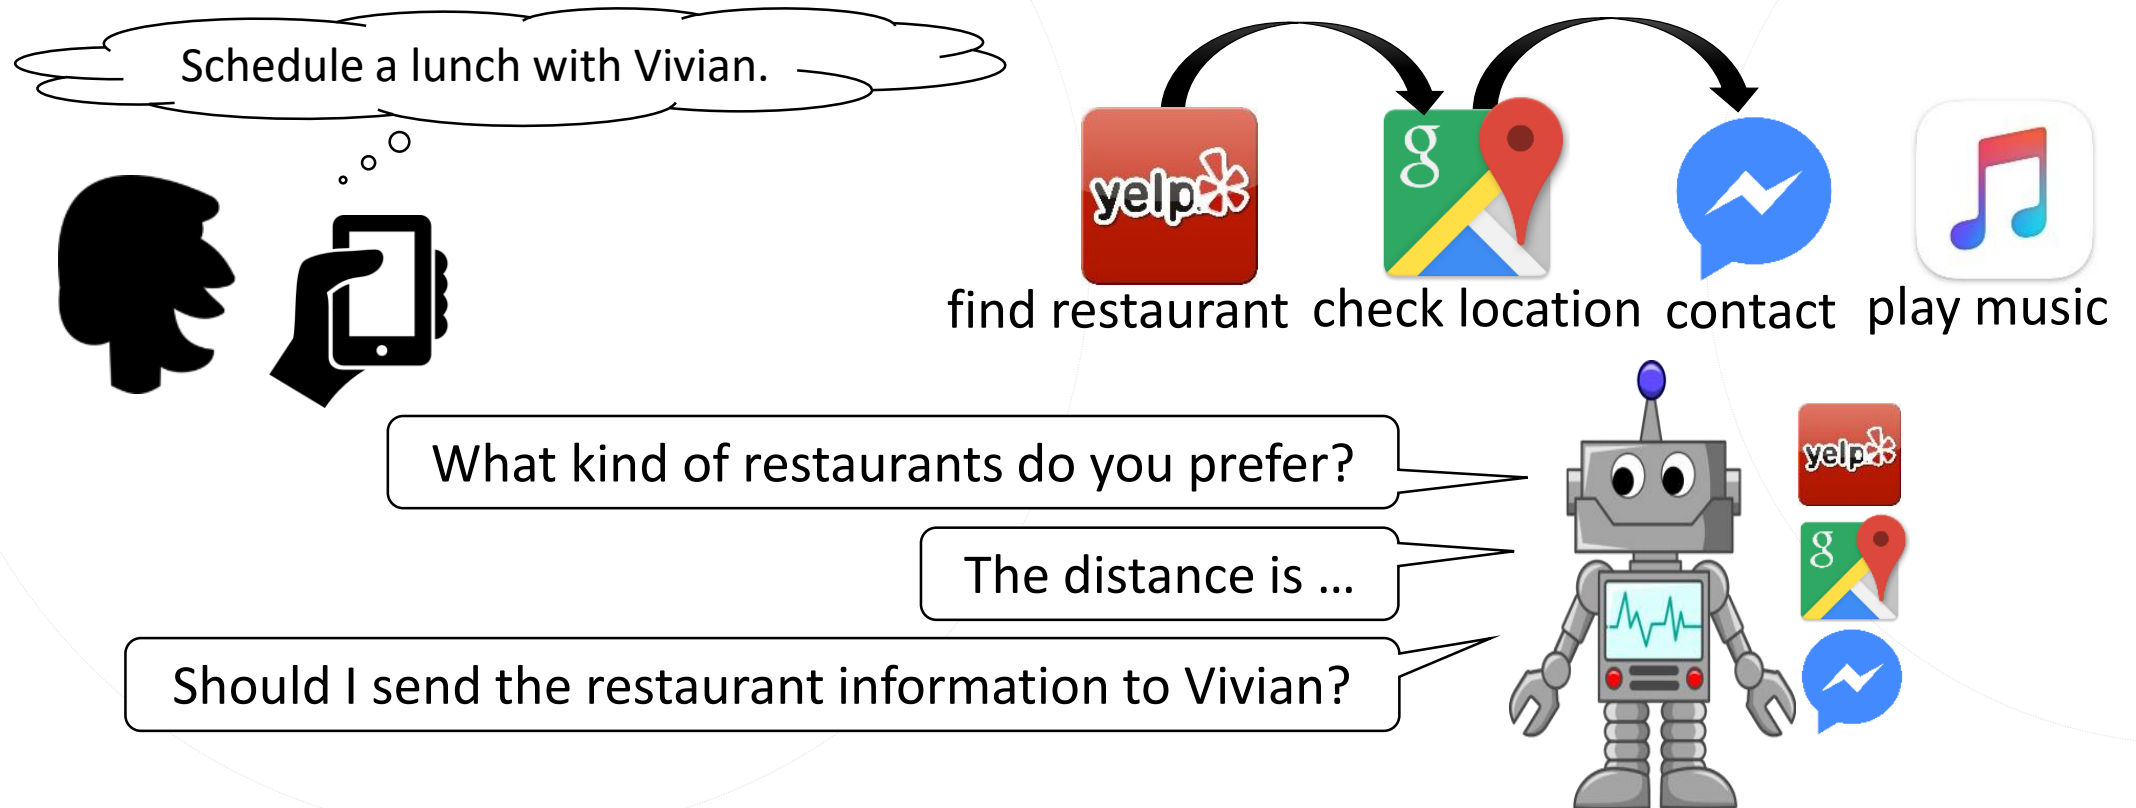 Schedule a lunch with Vivian.
yelp
g
find restaurant
check location
contact
play music
What kind of restaurants do you prefer?
yelp
The distance is ...
g
Should I send the restaurant information to Vivian?